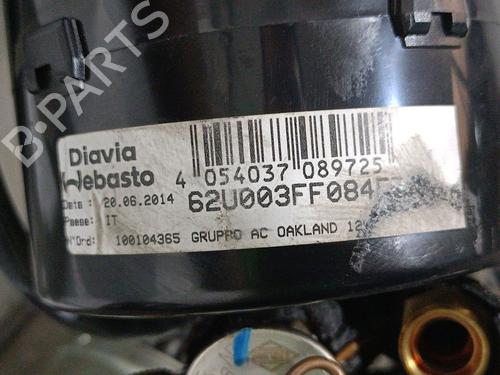 B-PARTS
Diavia
Webasto
4 054037 089725
62U003FF084
Date : 20.06.2014
Paese: IT
N°Ord: 100104365 GRUPPO AC OAKLAND 12